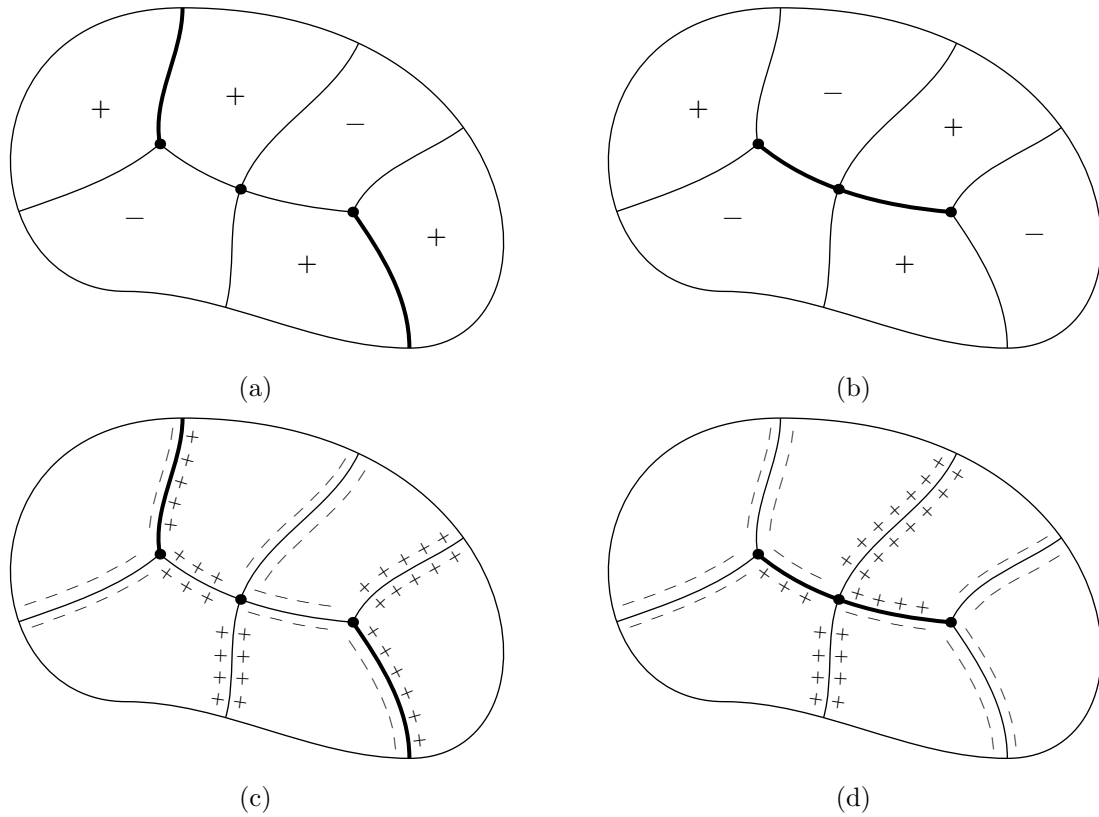 + + − − + +
+ − + − + −
(a) (b)
(c) (d)